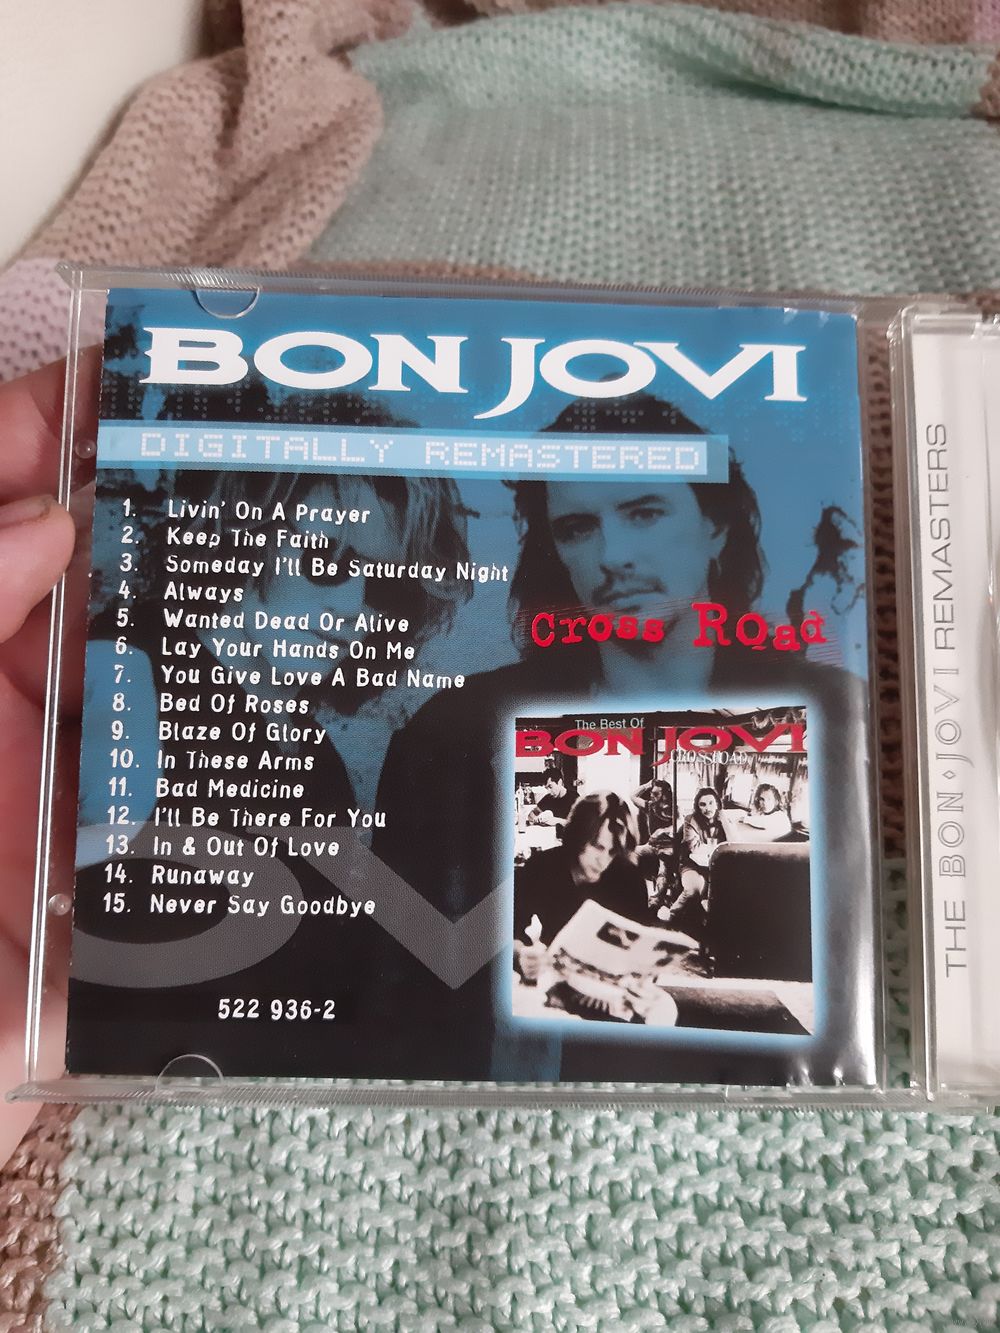 BON JOVI
DIGITALLY REMASTERED
1. Livin' On A Prayer
2. Keep The Faith
3. Someday I'll Be Saturday Night
4. Always
5. Wanted Dead Or Alive
6. Lay Your Hands On Me
7. You Give Love A Bad Name
8. Bed Of Roses
9. Blaze Of Glory
10. In These Arms
11. Bad Medicine
12. I'll Be There For You
13. In & Out Of Love
14. Runaway
15. Never Say Goodbye
522 936-2
Cross Road
The Best Of
BON JOVI
CROSS ROAD
THE BON JOVI REMASTERS